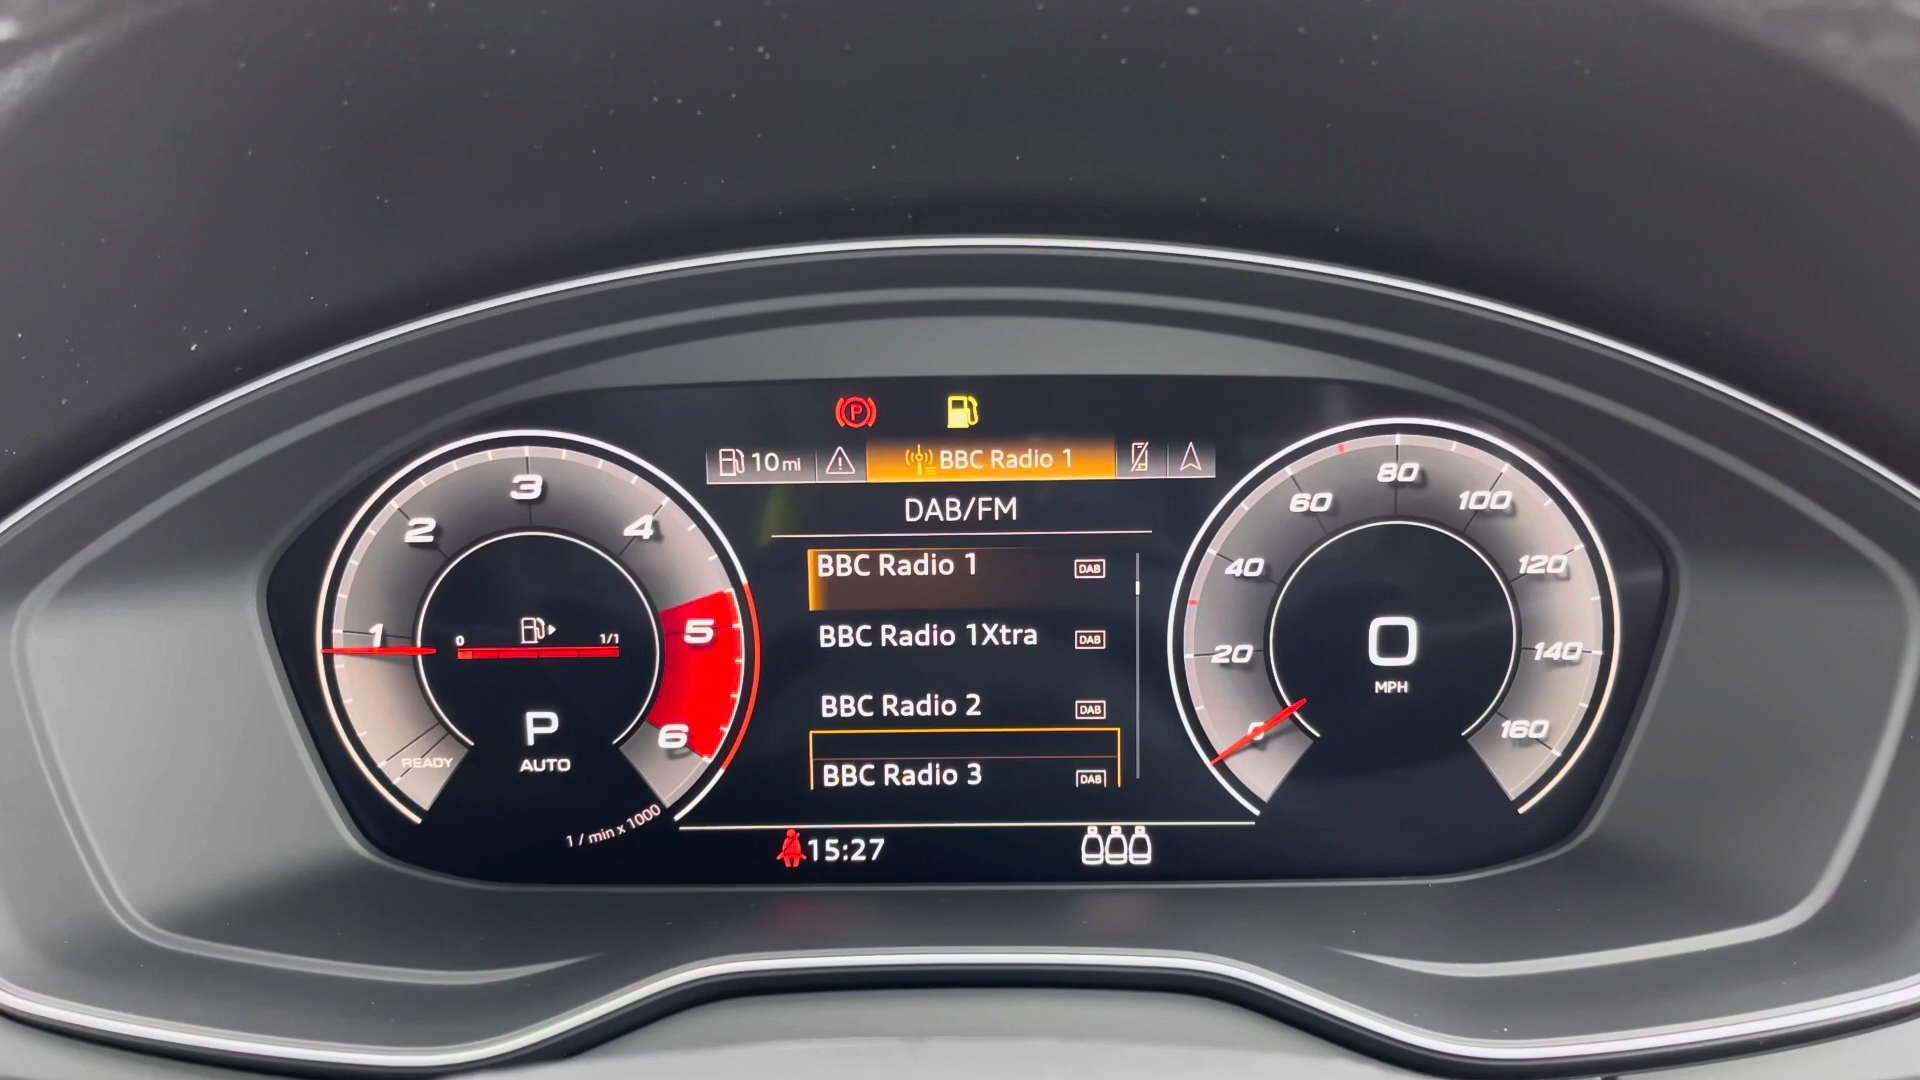 P
10 mi
BBC Radio 1
DAB/FM
BBC Radio 1 DAB
BBC Radio 1Xtra DAB
BBC Radio 2 DAB
BBC Radio 3 DAB
15:27
1
2
3
4
5
6
READY
0 1/1
P
AUTO
1 / min x 1000
0
20
40
60
80
100
120
140
160
0
MPH